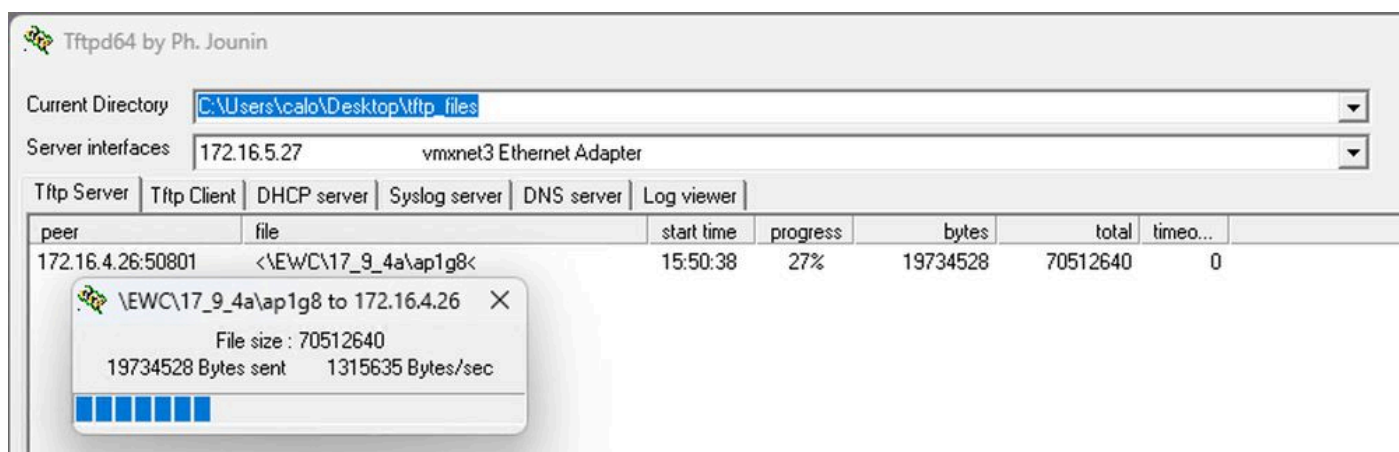 Tftpd64 by Ph. Jounin
Current Directory C:\Users\calo\Desktop\tftp_files
Server interfaces 172.16.5.27 vmxnet3 Ethernet Adapter
Tftp Server Tftp Client DHCP server Syslog server DNS server Log viewer
peer file start time progress bytes total timeo...
172.16.4.26:50801 <\EWC\17_9_4a\ap1g8< 15:50:38 27% 19734528 70512640 0
\EWC\17_9_4a\ap1g8 to 172.16.4.26
File size : 70512640
19734528 Bytes sent 1315635 Bytes/sec